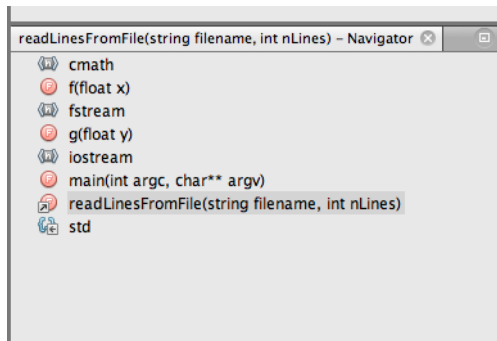 readLinesFromFile(string filename, int nLines) – Navigator
cmath
f(float x)
fstream
g(float y)
iostream
main(int argc, char** argv)
readLinesFromFile(string filename, int nLines)
std